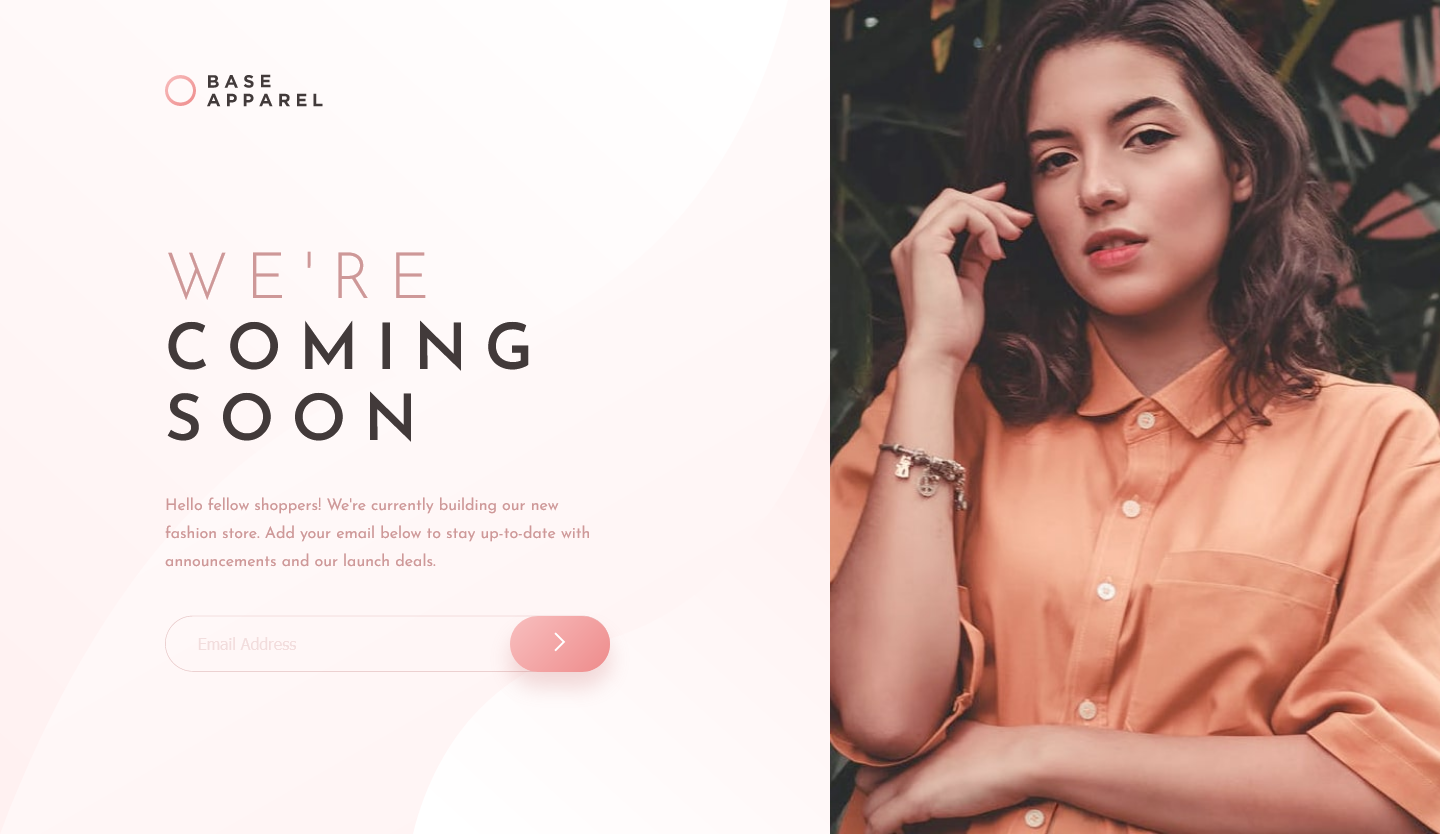 BASE
APPAREL
WE'RE
COMING
SOON
Hello fellow shoppers! We're currently building our new
fashion store. Add your email below to stay up-to-date with
announcements and our launch deals.
Email Address